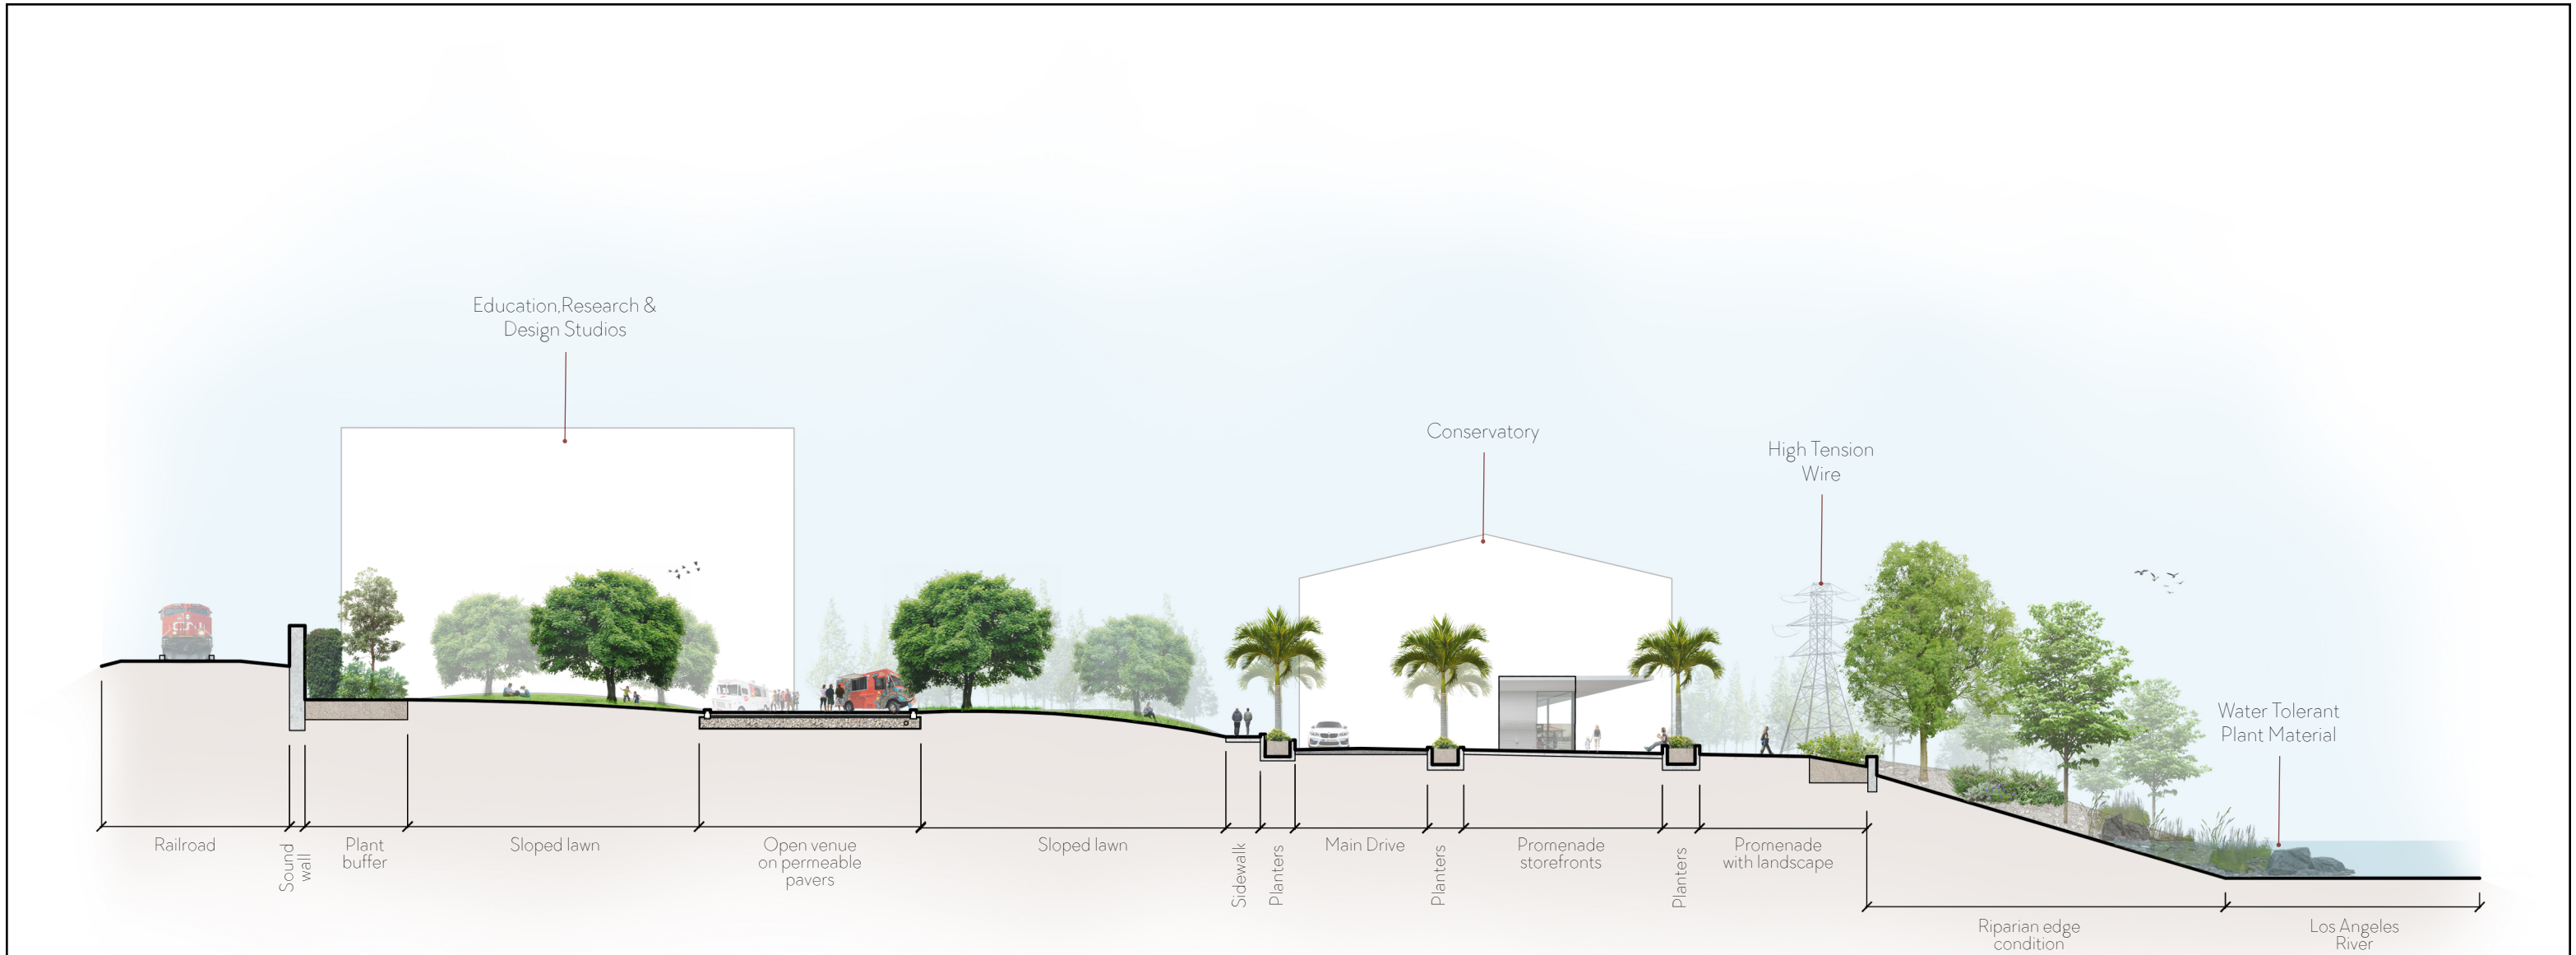 Education,Research &
Design Studios
Conservatory
High Tension
Wire
Water Tolerant
Plant Material
Railroad
Sound
wall
Plant
buffer
Sloped lawn
Open venue
on permeable
pavers
Sloped lawn
Sidewalk
Planters
Main Drive
Planters
Promenade
storefronts
Planters
Promenade
with landscape
Riparian edge
condition
Los Angeles
River